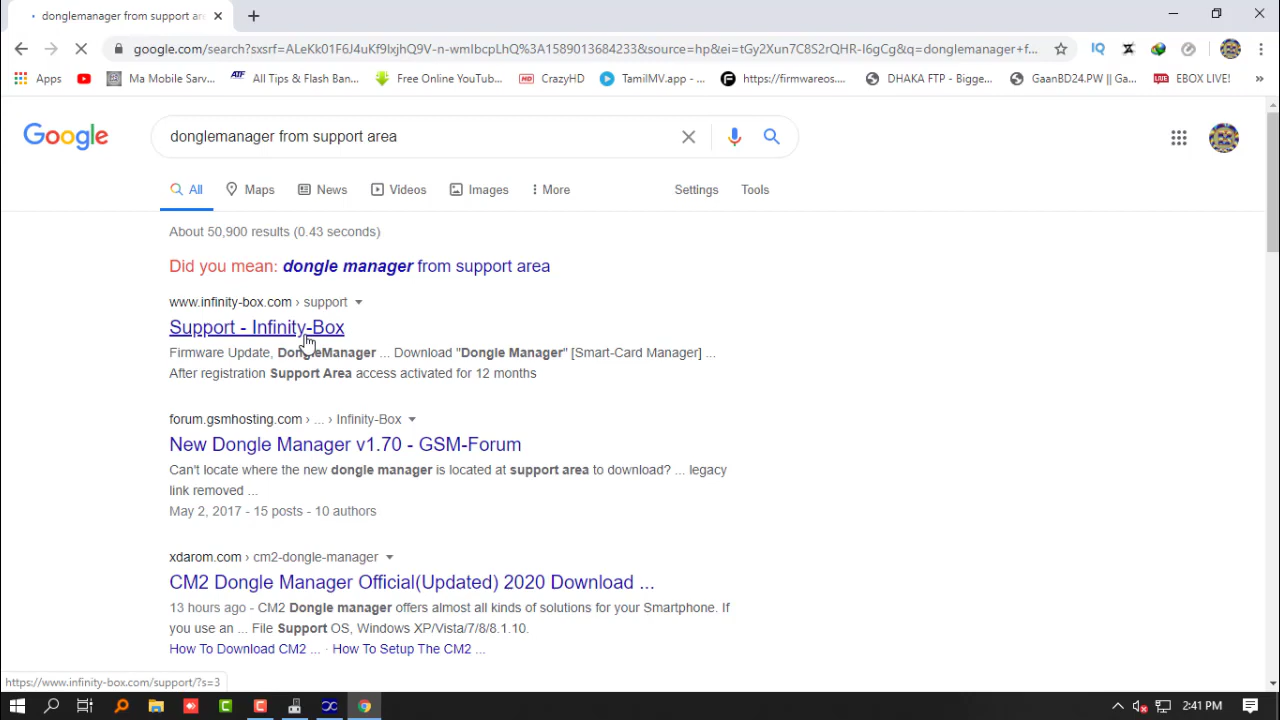 donglemanager from support are
google.com/search?sxsrf=ALeKk01F6J4uKf9lxjhQ9V-n-wmIbcpLhQ%3A1589013684233&source=hp&ei=tGy2Xun7C8S2rQHR-I6gCg&q=donglemanager+f...
Apps
Ma Mobile Sarv...
ATF All Tips & Flash Ban...
Free Online YouTub...
HD CrazyHD
TamilMV.app - ...
https://firmwareos....
DHAKA FTP - Bigge...
GaanBD24.PW || Ga...
LIVE EBOX LIVE!
»
Google
donglemanager from support area
All Maps News Videos Images More Settings Tools
About 50,900 results (0.43 seconds)
Did you mean: dongle manager from support area
www.infinity-box.com › support
Support - Infinity-Box
Firmware Update, DongleManager ... Download "Dongle Manager" [Smart-Card Manager] ...
After registration Support Area access activated for 12 months
forum.gsmhosting.com › ... › Infinity-Box
New Dongle Manager v1.70 - GSM-Forum
Can't locate where the new dongle manager is located at support area to download? ... legacy
link removed ...
May 2, 2017 - 15 posts - 10 authors
xdarom.com › cm2-dongle-manager
CM2 Dongle Manager Official(Updated) 2020 Download ...
13 hours ago - CM2 Dongle manager offers almost all kinds of solutions for your Smartphone. If
you use an ... File Support OS, Windows XP/Vista/7/8/8.1.10.
How To Download CM2 ... · How To Setup The CM2 ...
https://www.infinity-box.com/support/?s=3
2:41 PM